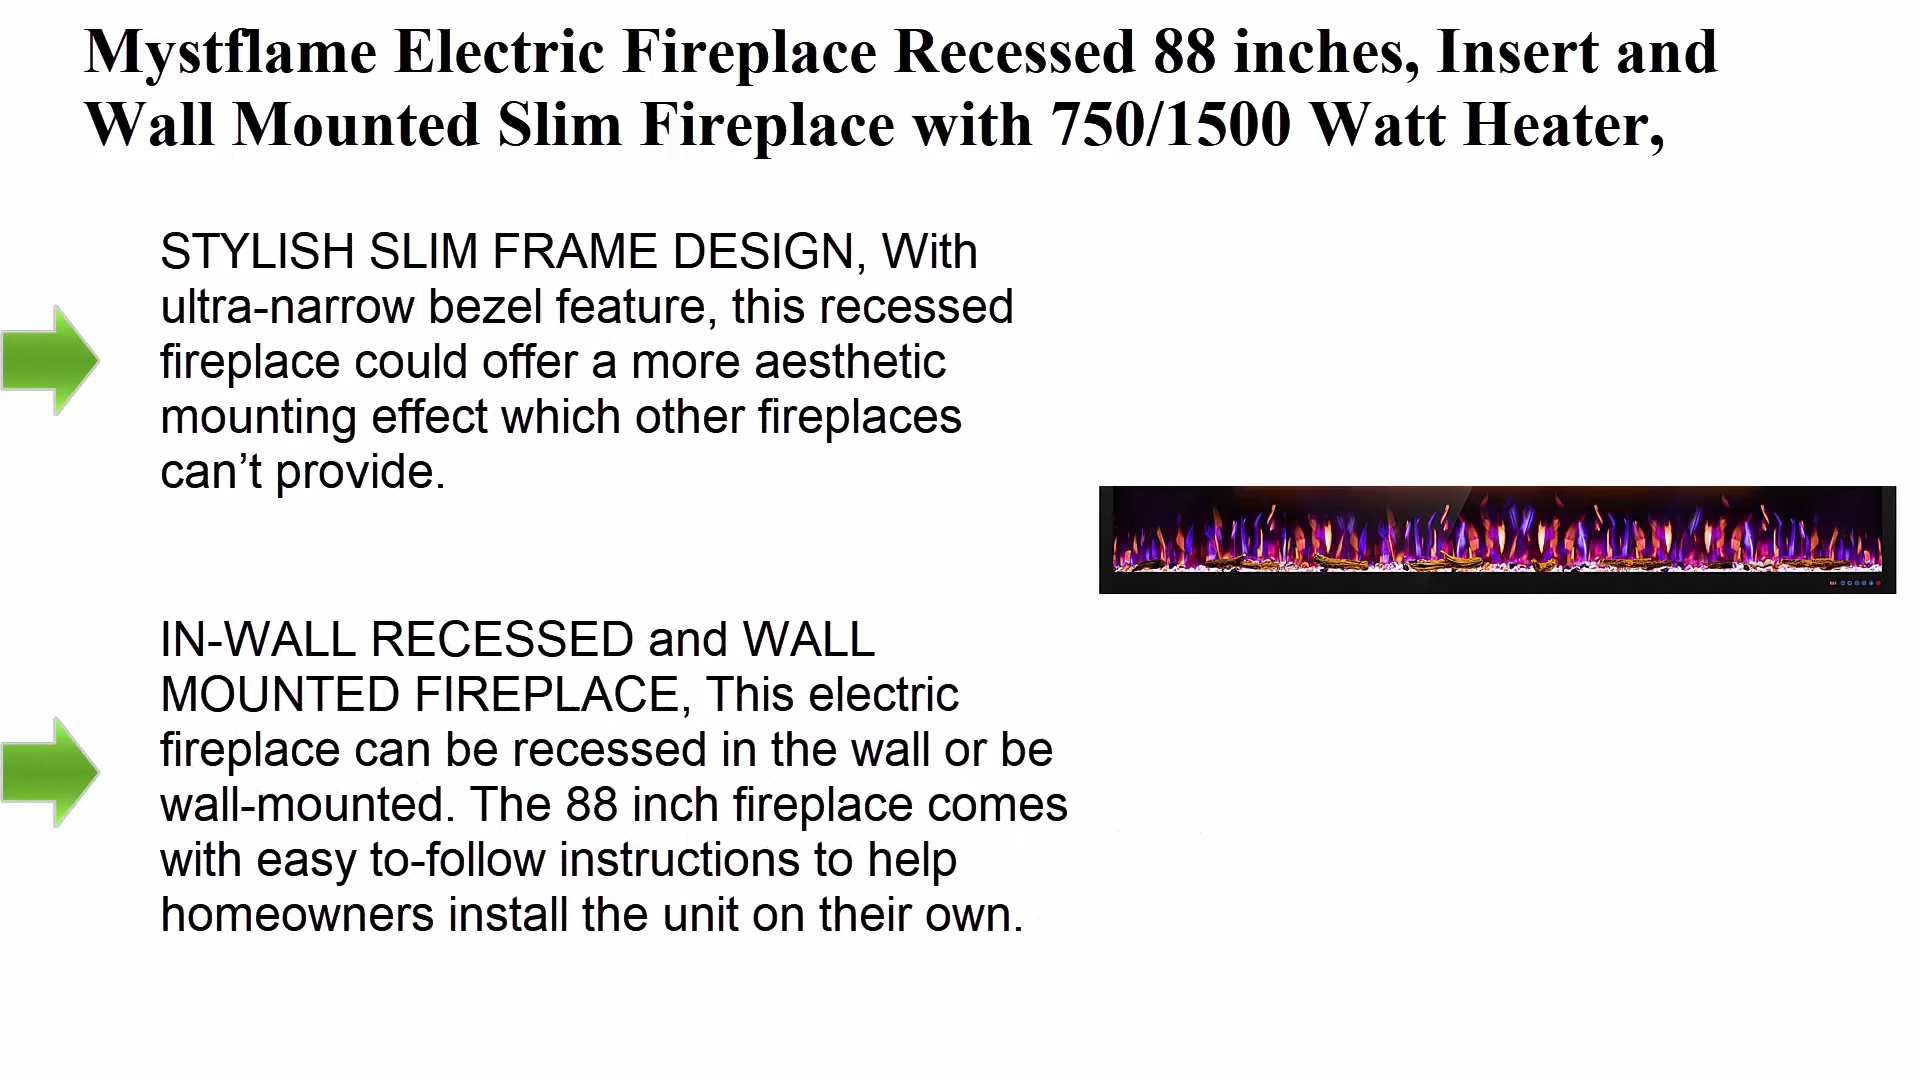 Mystflame Electric Fireplace Recessed 88 inches, Insert and
Wall Mounted Slim Fireplace with 750/1500 Watt Heater,
STYLISH SLIM FRAME DESIGN, With
ultra-narrow bezel feature, this recessed
fireplace could offer a more aesthetic
mounting effect which other fireplaces
can’t provide.
IN-WALL RECESSED and WALL
MOUNTED FIREPLACE, This electric
fireplace can be recessed in the wall or be
wall-mounted. The 88 inch fireplace comes
with easy to-follow instructions to help
homeowners install the unit on their own.